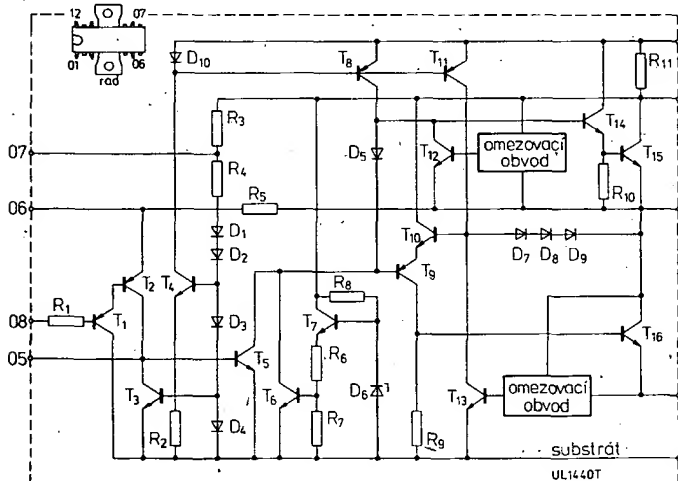 12 07
01 06
rad
D10
T8
T11
R11
R3
07
R4
D5
T12
omezovací
obvod
T14
T15
R10
06
R5
D1
D2
T10
D7 D8 D9
T2
T4
T9
R8
08
R1
T1
D3
T7
T16
05
T5
R6
T3
T6
D6
T13
omezovací
obvod
R2
D4
R7
R9
substrát
UL1440T